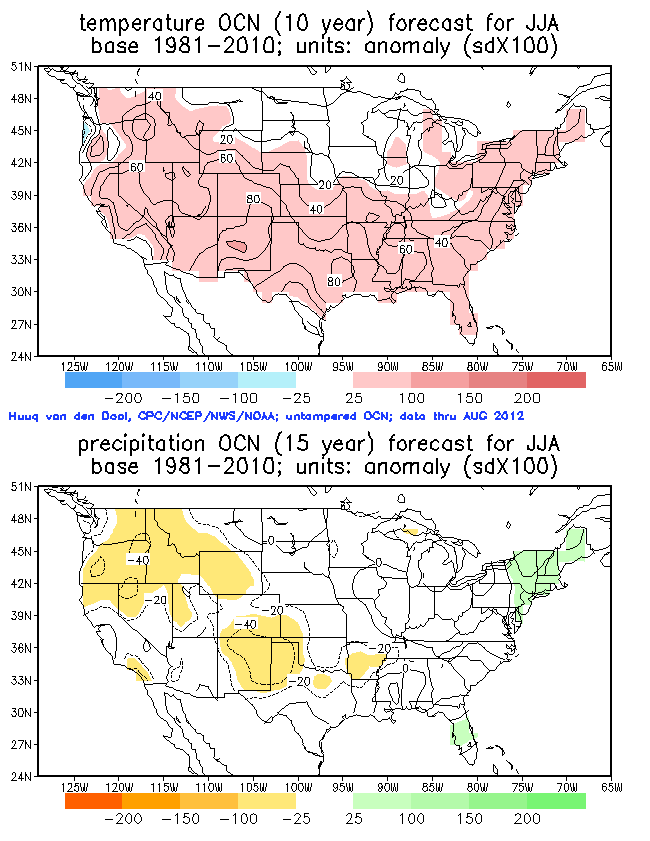 temperature OCN (10 year) forecast for JJA
base 1981-2010; units: anomaly (sdX100)
51N
48N
45N
42N
39N
36N
33N
30N
27N
24N
40
20
60
60
20
20
80
40
40
60
80
125W 120W 115W 110W 105W 100W 95W 90W 85W 80W 75W 70W 65W
-200 -150 -100 -25 25 100 150 200
Huug van den Dool, CPC/NCEP/NWS/NOAA; untampered OCN; data thru AUG 2012
precipitation OCN (15 year) forecast for JJA
base 1981-2010; units: anomaly (sdX100)
51N
48N
45N
42N
39N
36N
33N
30N
27N
24N
0
-40
0
-20
-20
-40
-20
0
-20
125W 120W 115W 110W 105W 100W 95W 90W 85W 80W 75W 70W 65W
-200 -150 -100 -25 25 100 150 200